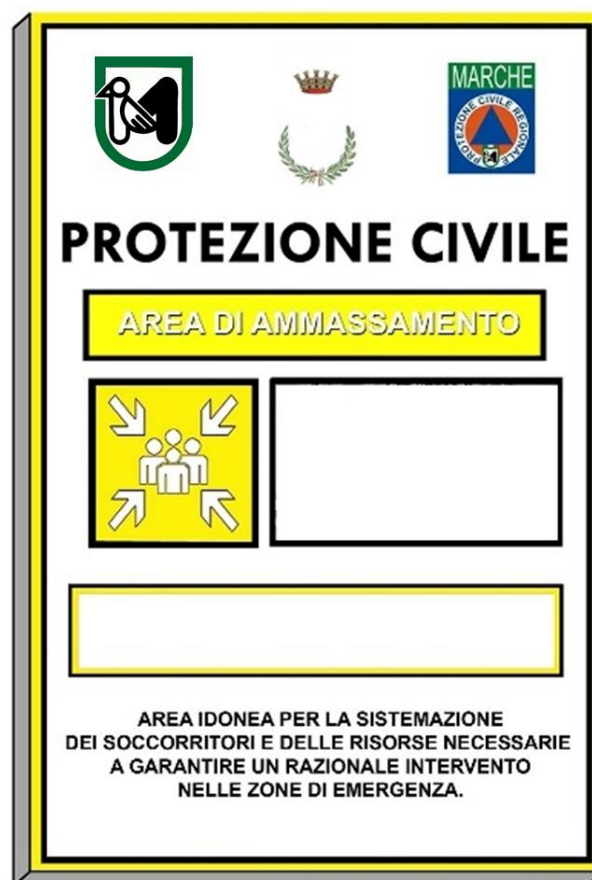 MARCHE
PROTEZIONE CIVILE REGIONALE
PROTEZIONE CIVILE
AREA DI AMMASSAMENTO
AREA IDONEA PER LA SISTEMAZIONE
DEI SOCCORRITORI E DELLE RISORSE NECESSARIE
A GARANTIRE UN RAZIONALE INTERVENTO
NELLE ZONE DI EMERGENZA.